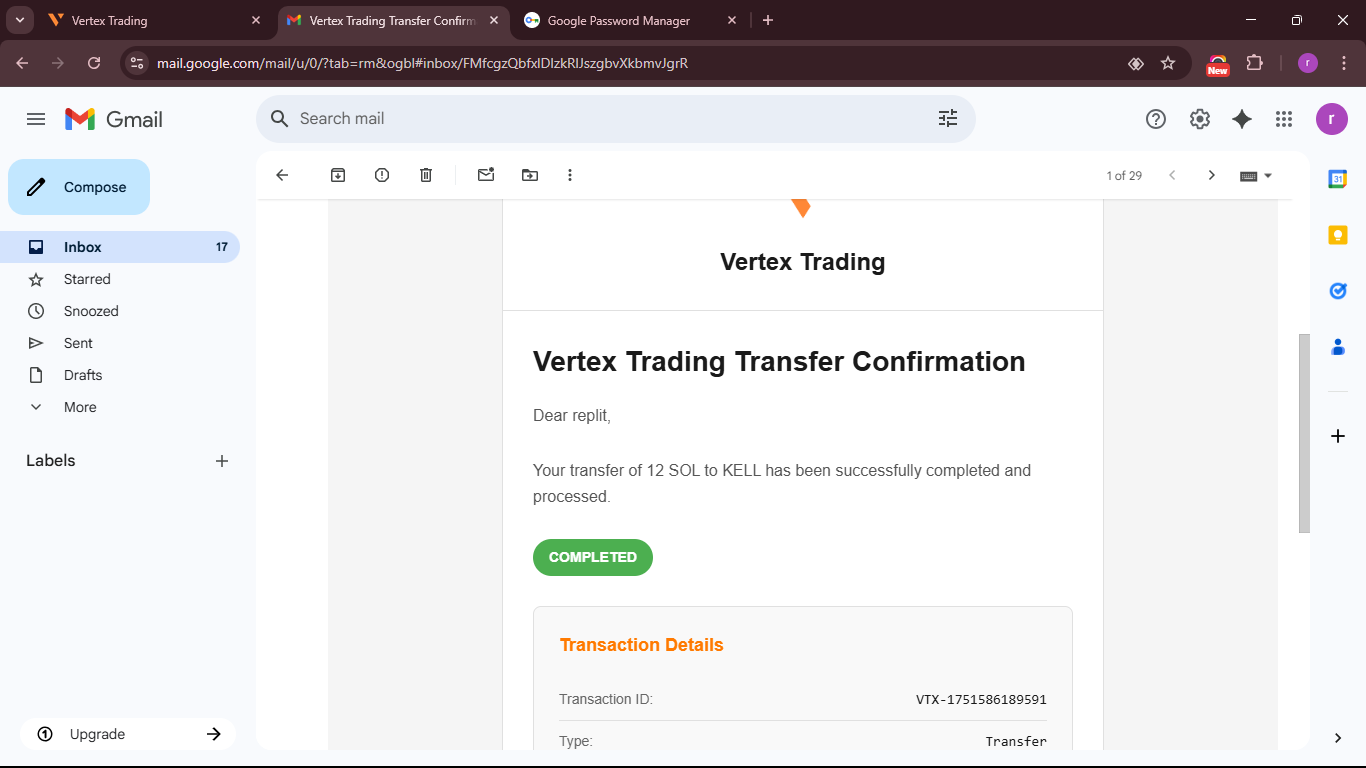 Vertex Trading
Vertex Trading Transfer Confirm
Google Password Manager
mail.google.com/mail/u/0/?tab=rm&ogbl#inbox/FMfcgzQbfxlDlzkRlJszgbvXkbmvJgrR
New
r
Gmail
Search mail
r
Compose
1 of 29
31
Inbox 17
Starred
Snoozed
Sent
Drafts
More
Labels
Upgrade
Vertex Trading
Vertex Trading Transfer Confirmation
Dear replit,
Your transfer of 12 SOL to KELL has been successfully completed and
processed.
COMPLETED
Transaction Details
Transaction ID: VTX-1751586189591
Type: Transfer